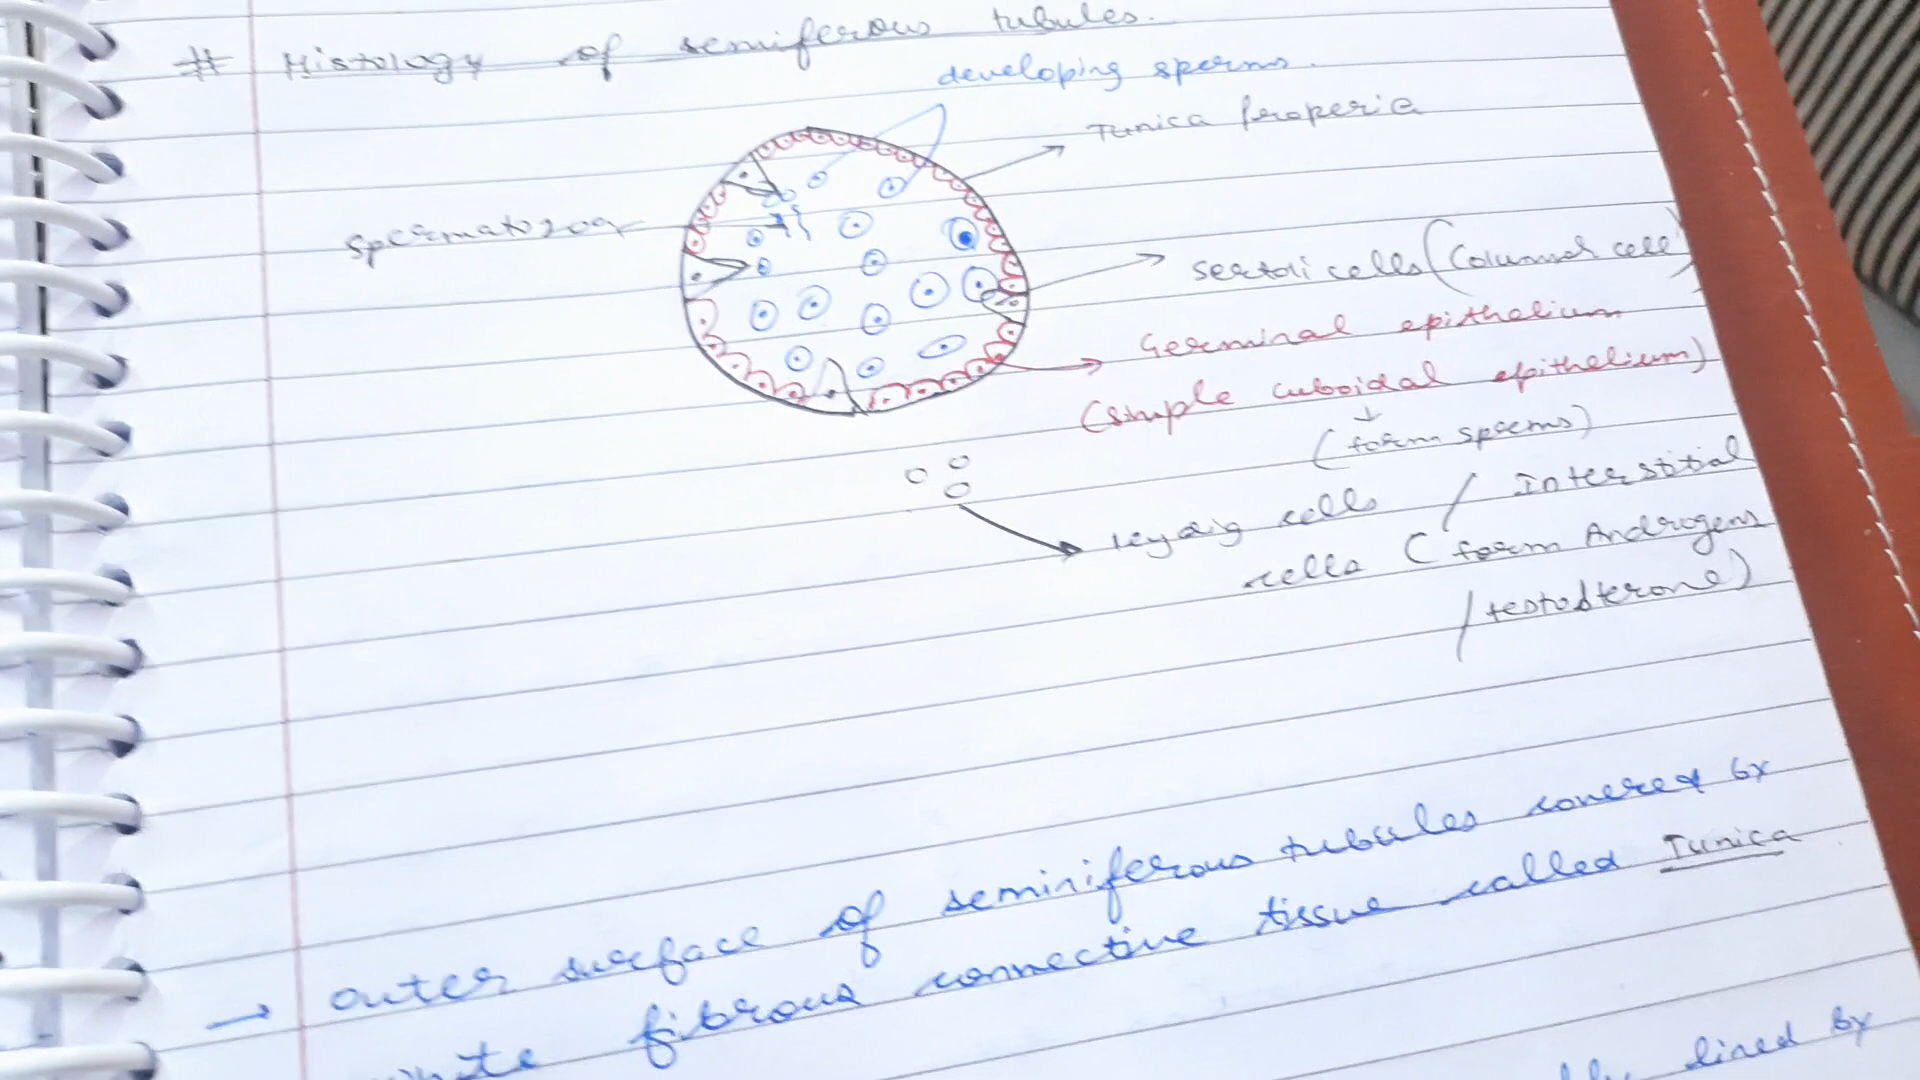 # Histology of semiferous tubules.
developing sperms.
Tunica Properia
spermatozoa
sertoli cells (Columnar cell)
Germinal epithelium
(simple cuboidal epithelium)
↓
(form sperms)
leydig cells / Interstitial
cells (form Androgens
/testosterone)
→ outer surface of seminiferous tubules covered by
white fibrous connective tissue called Tunica
lined by